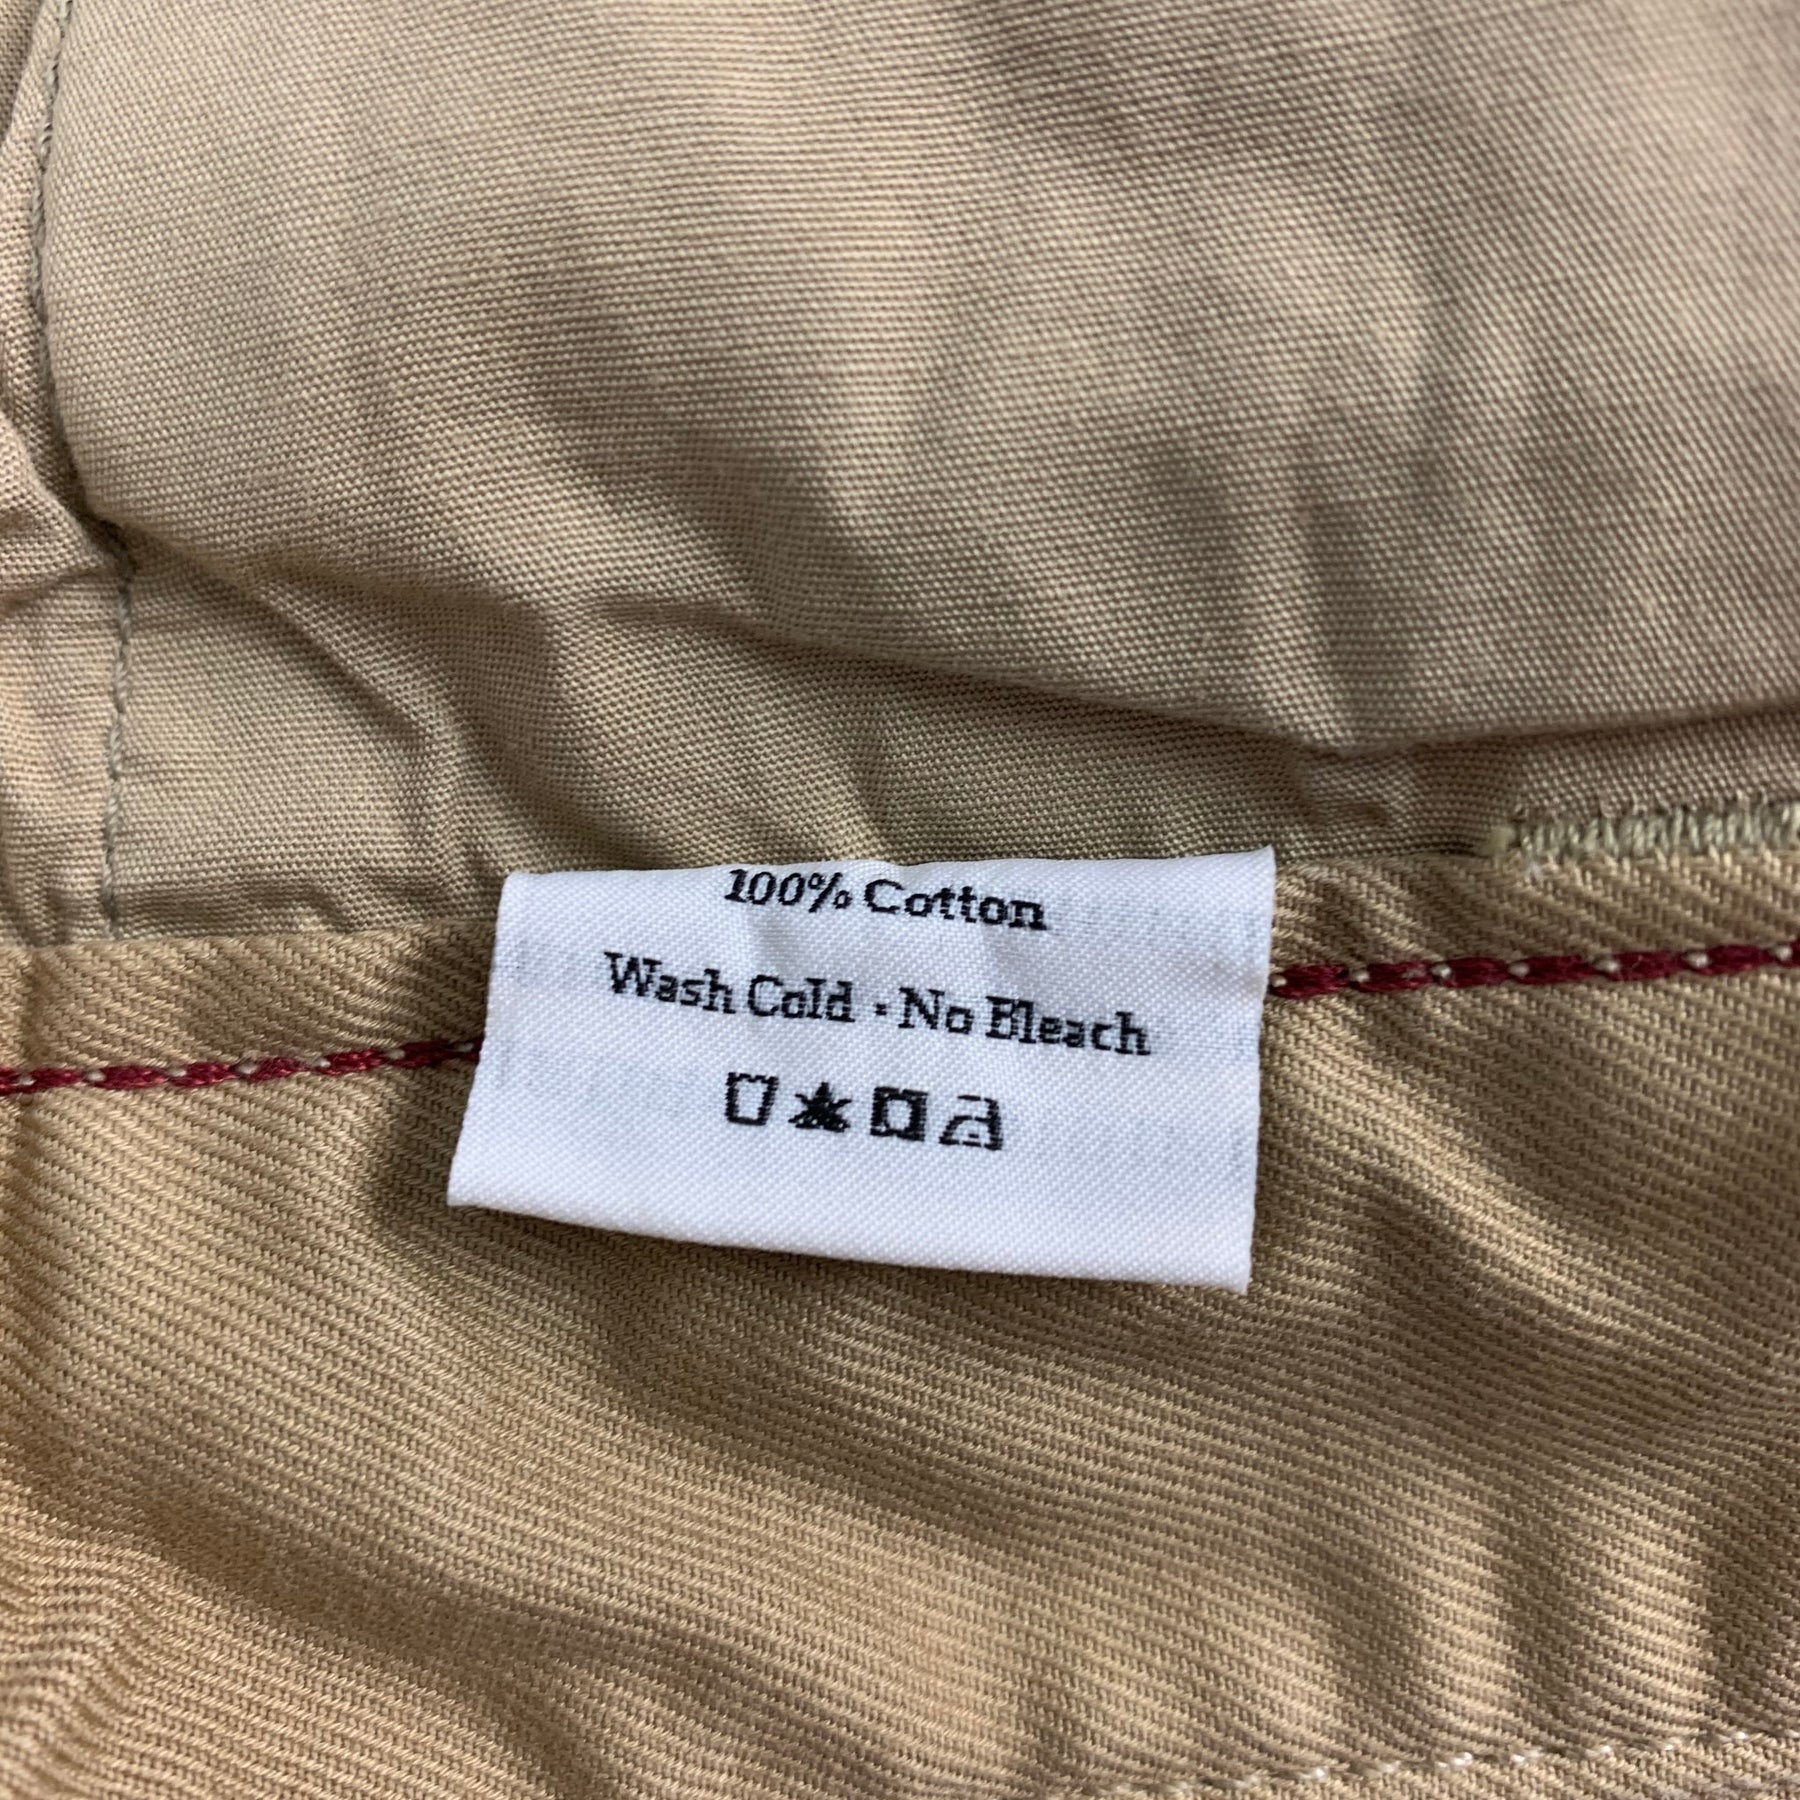 100% Cotton
Wash Cold · No Bleach